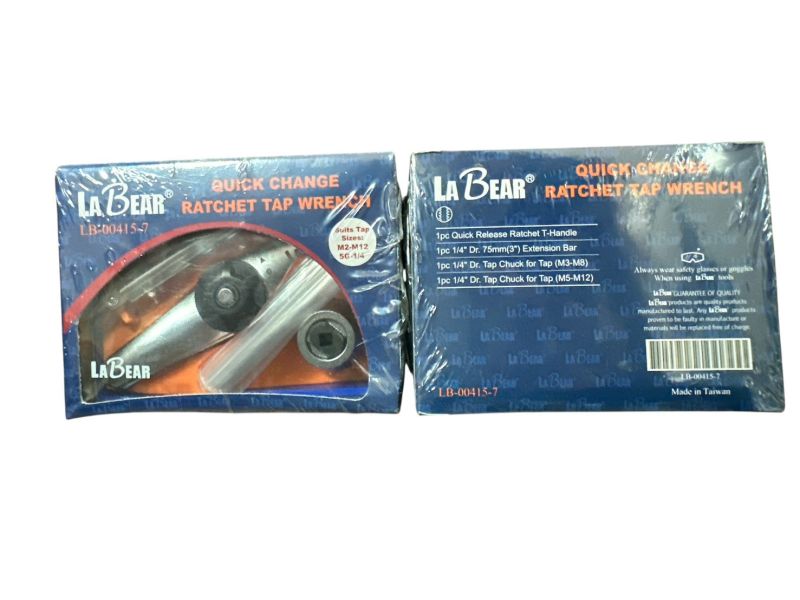 LA BEAR®
QUICK CHANGE
RATCHET TAP WRENCH
LB-00415-7
Suits Tap
Sizes:
M2-M12
LA BEAR
LA BEAR®
QUICK CHANGE
RATCHET TAP WRENCH
1pc Quick Release Ratchet T-Handle
1pc 1/4" Dr. 75mm(3") Extension Bar
1pc 1/4" Dr. Tap Chuck for Tap (M3-M8)
1pc 1/4" Dr. Tap Chuck for Tap (M5-M12)
Always wear safety glasses or goggles
When using LA BEAR tools
LA BEAR GUARANTEE OF QUALITY
LA BEAR products are quality products
manufactured to last. Any LA BEAR products
proven to be faulty in manufacture or
materials will be replaced free of charge.
LB-00415-7
Made in Taiwan
LB-00415-7